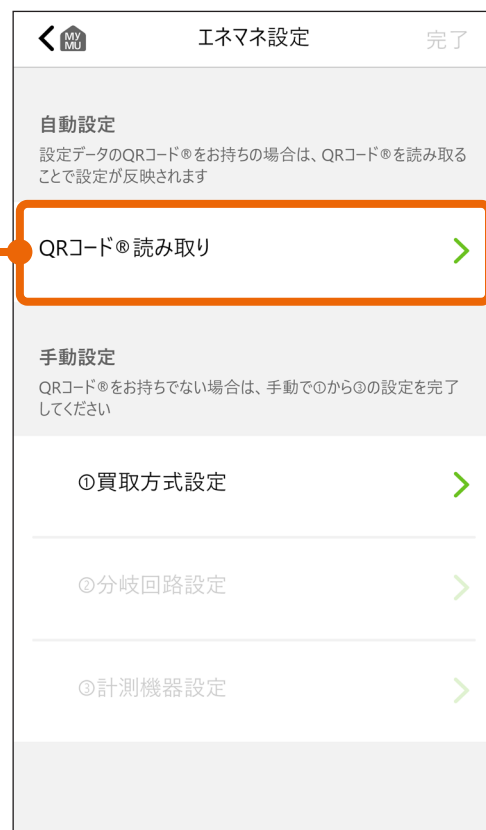 MY
MU
エネマネ設定
完了
自動設定
設定データのQRコード®をお持ちの場合は、QRコード®を読み取る
ことで設定が反映されます
QRコード®読み取り
手動設定
QRコード®をお持ちでない場合は、手動で①から③の設定を完了
してください
①買取方式設定
②分岐回路設定
③計測機器設定